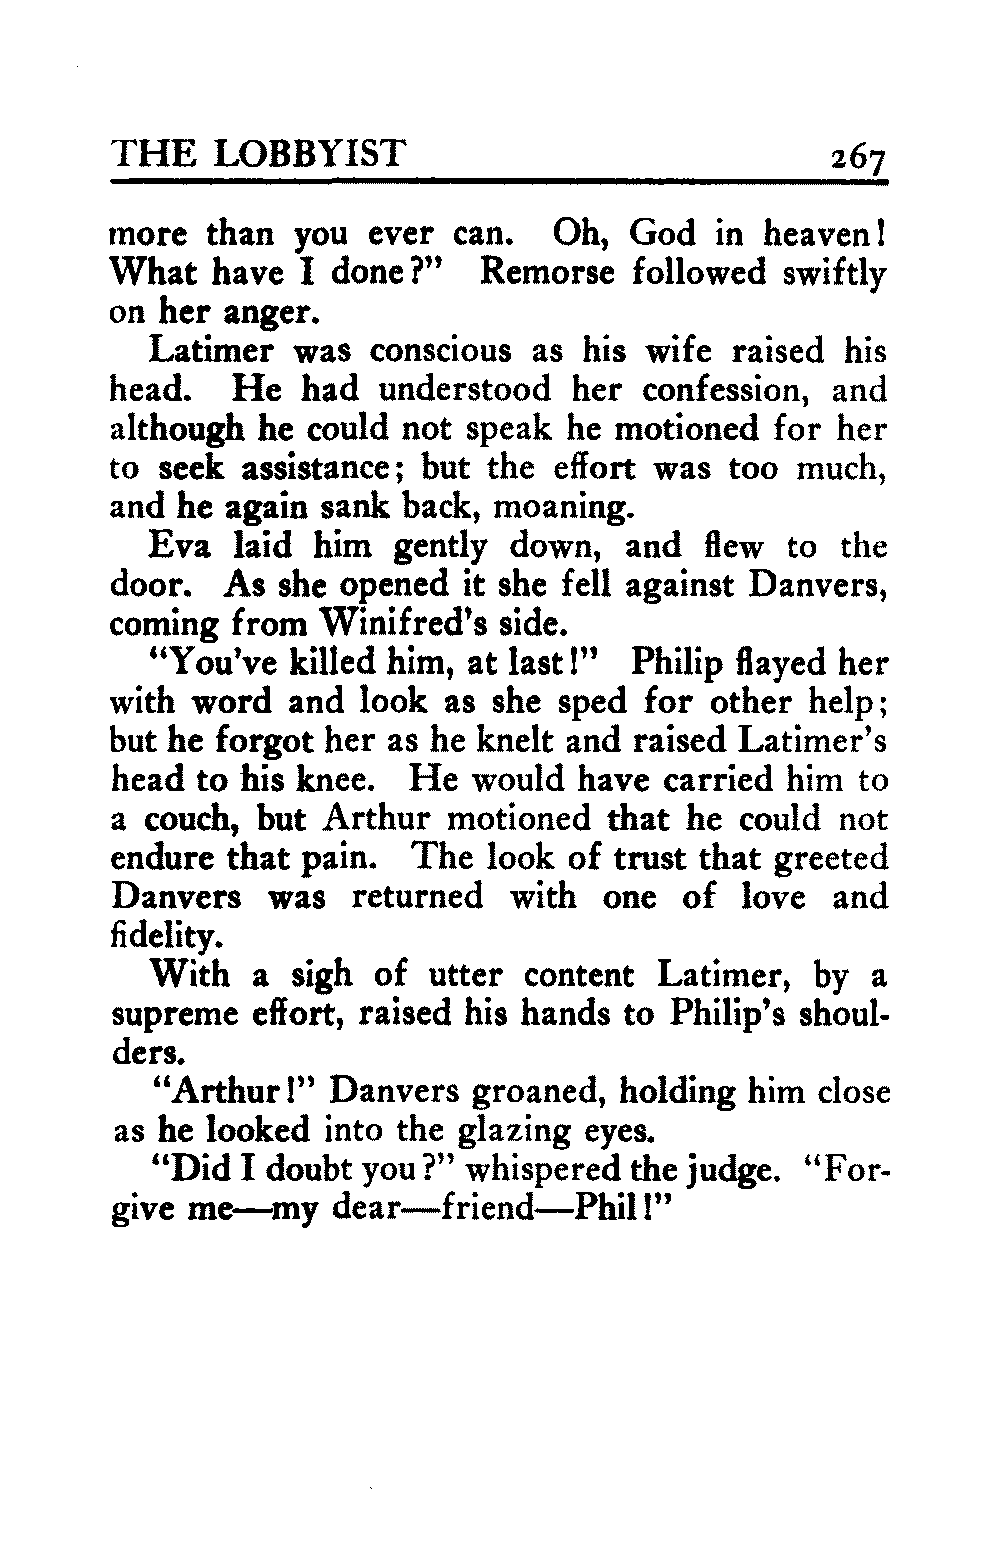 THE LOBBYIST 267
more than you ever can. Oh, God in heaven!
What have I done?" Remorse followed swiftly
on her anger.
Latimer was conscious as his wife raised his
head. He had understood her confession, and
although he could not speak he motioned for her
to seek assistance; but the effort was too much,
and he again sank back, moaning.
Eva laid him gently down, and flew to the
door. As she opened it she fell against Danvers,
coming from Winifred's side.
"You've killed him, at last!" Philip flayed her
with word and look as she sped for other help;
but he forgot her as he knelt and raised Latimer's
head to his knee. He would have carried him to
a couch, but Arthur motioned that he could not
endure that pain. The look of trust that greeted
Danvers was returned with one of love and
fidelity.
With a sigh of utter content Latimer, by a
supreme effort, raised his hands to Philip's shoul-
ders.
"Arthur!" Danvers groaned, holding him close
as he looked into the glazing eyes.
"Did I doubt you?" whispered the judge. "For-
give me—my dear—friend—Phil!"